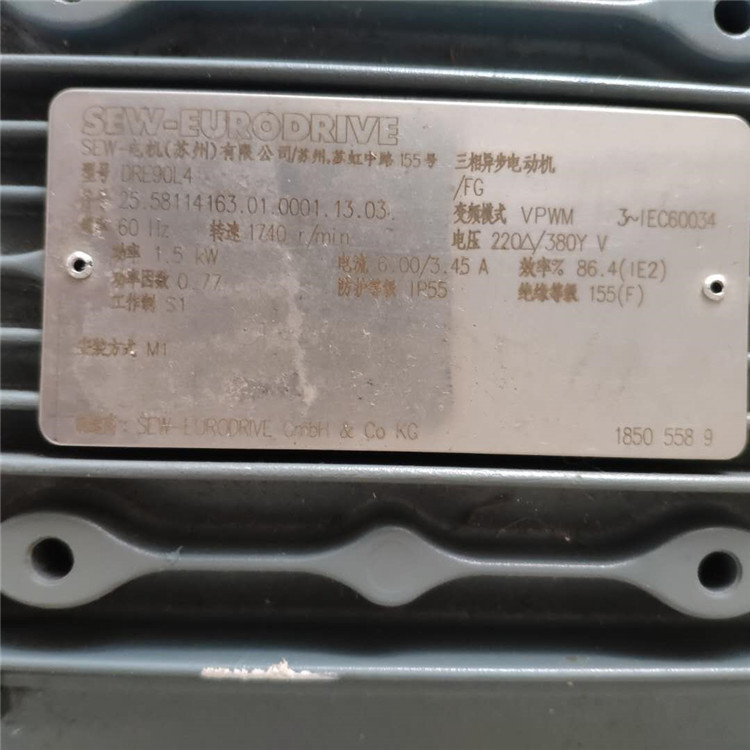 SEW-EURODRIVE
SEW-电机(苏州)有限公司/苏州,苏虹中路155号 三相异步电动机
型号 DRE90L4 /FG
25.58114163.01.0001.13.03 变频模式 VPWM 3~IEC60034
60 Hz 转速 1740 r/min 电压 220△/380Y V
功率 1.5 kW 电流 6.00/3.45 A 效率% 86.4(IE2)
功率因数 0.77 防护等级 IP55 绝缘等级 155(F)
工作制 S1
安装方式 M1
SEW-EURODRIVE GmbH & Co KG 1850 558 9